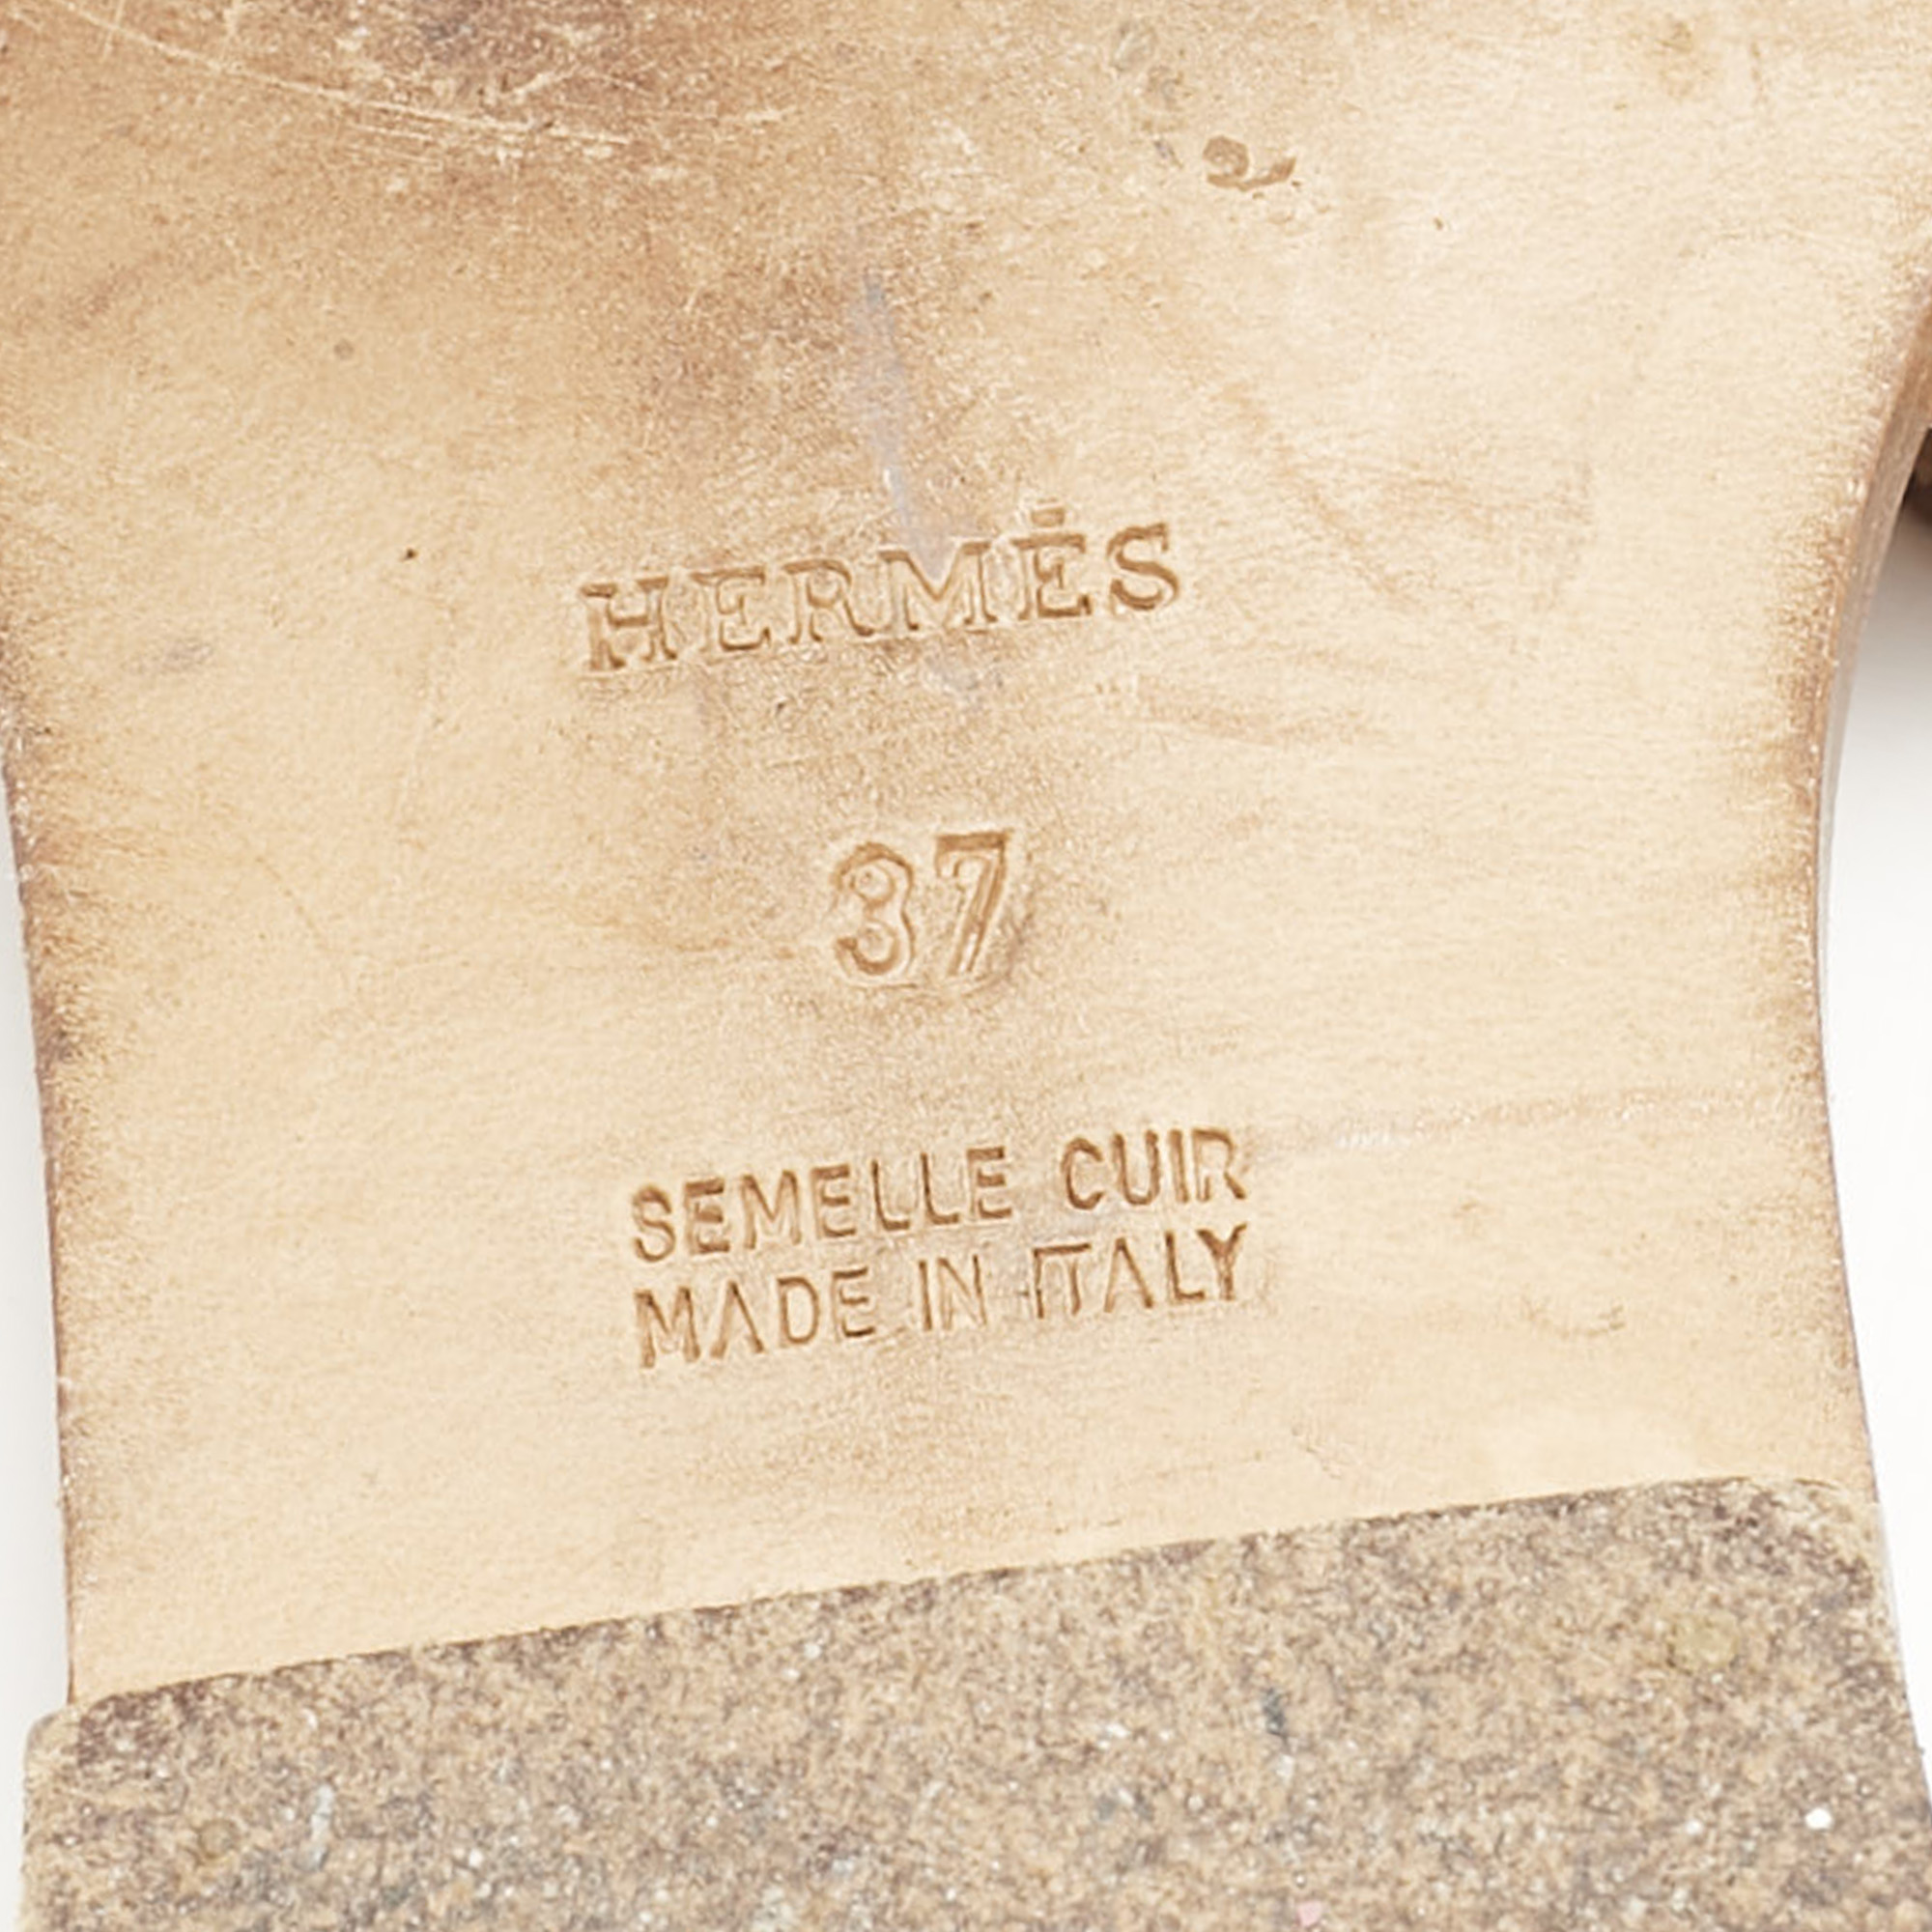 HERMÈS
37
SEMELLE CUIR
MADE IN ITALY